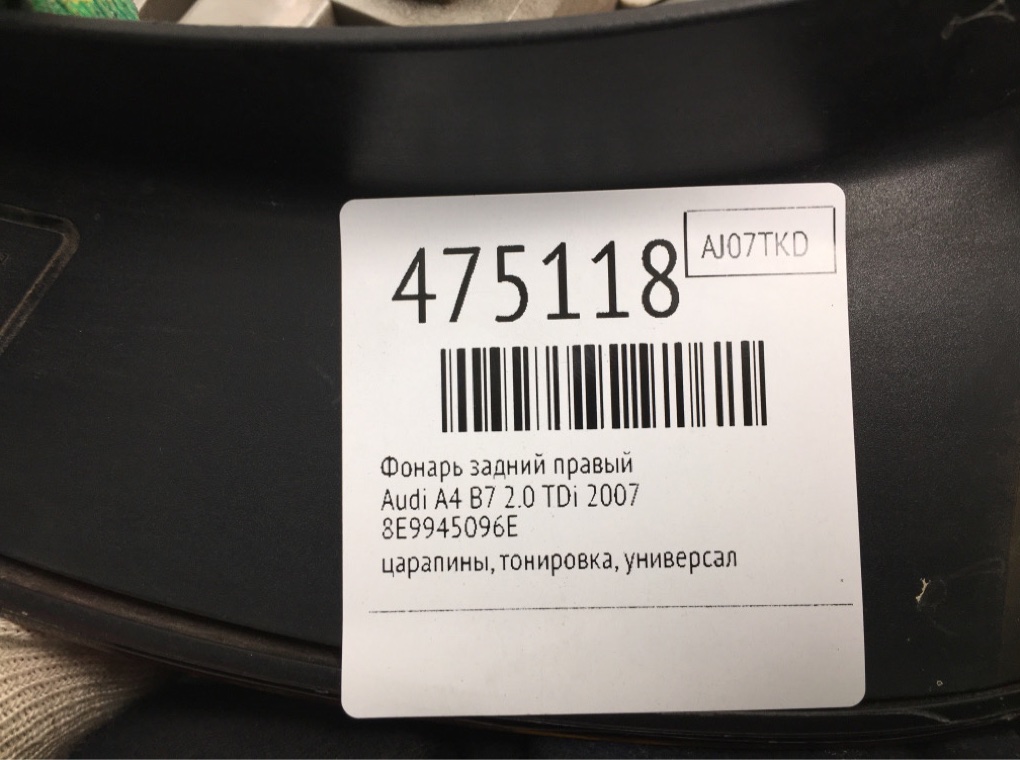 475118
AJ07TKD
Фонарь задний правый
Audi A4 B7 2.0 TDi 2007
8E9945096E
царапины, тонировка, универсал